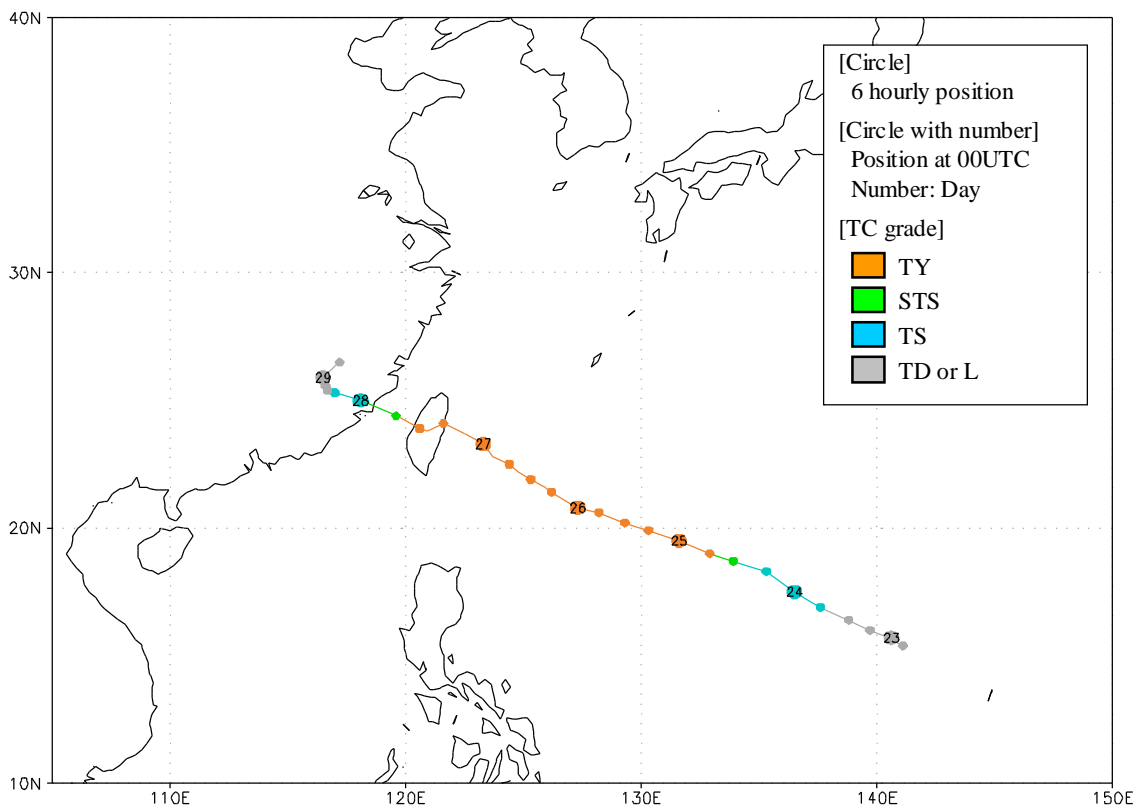 40N
[Circle]
6 hourly position
[Circle with number]
Position at 00UTC
Number: Day
[TC grade]
TY
STS
TS
TD or L
30N
29
28
27
26
20N
25
24
23
10N
110E
120E
130E
140E
150E